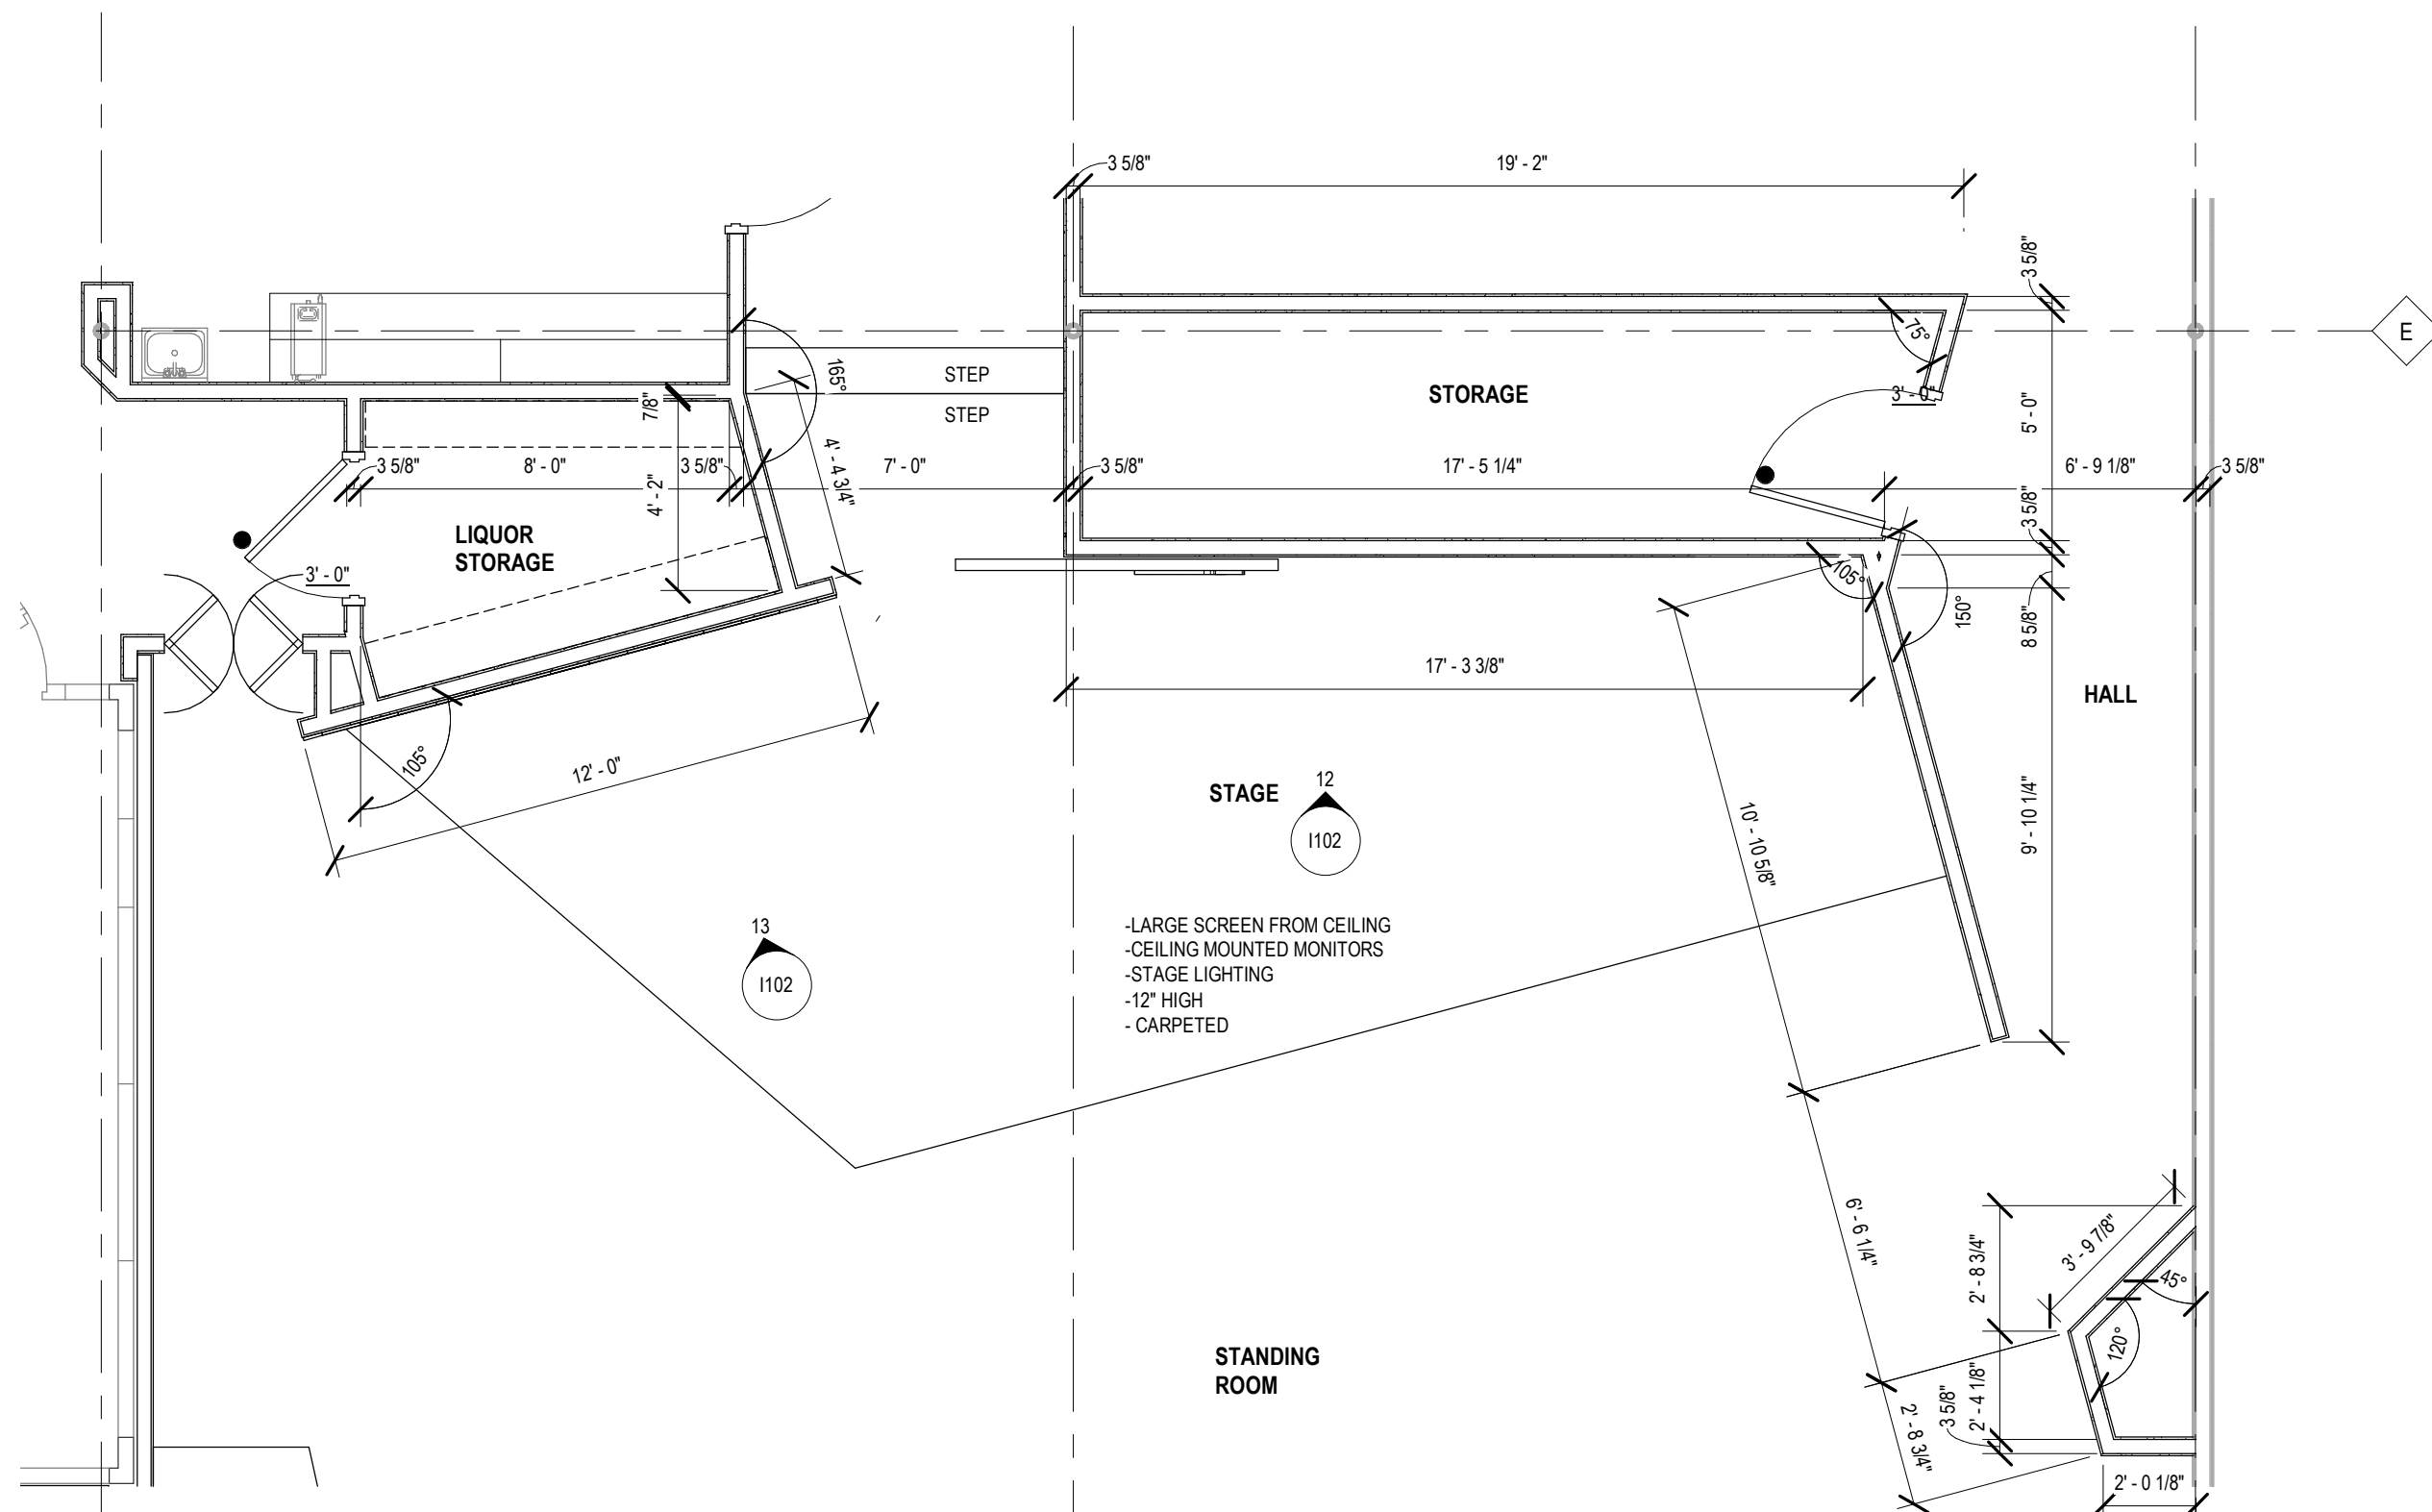 3 5/8"
19' - 2"
3 5/8"
E
75°
165°
STEP
STORAGE
3' - 0"
7/8"
STEP
5' - 0"
4' - 4 3/4"
3 5/8"
8' - 0"
3 5/8"
7' - 0"
3 5/8"
17' - 5 1/4"
6' - 9 1/8"
3 5/8"
4' - 2"
3 5/8"
LIQUOR
STORAGE
3' - 0"
105°
150°
8 5/8"
17' - 3 3/8"
HALL
105°
12' - 0"
12
STAGE
I102
10' - 10 5/8"
9' - 10 1/4"
13
I102
-LARGE SCREEN FROM CEILING
-CEILING MOUNTED MONITORS
-STAGE LIGHTING
-12" HIGH
- CARPETED
6' - 6 1/4"
3' - 9 7/8"
2' - 8 3/4"
45°
120°
STANDING
ROOM
2' - 4 1/8"
3 5/8"
2' - 8 3/4"
2' - 0 1/8"